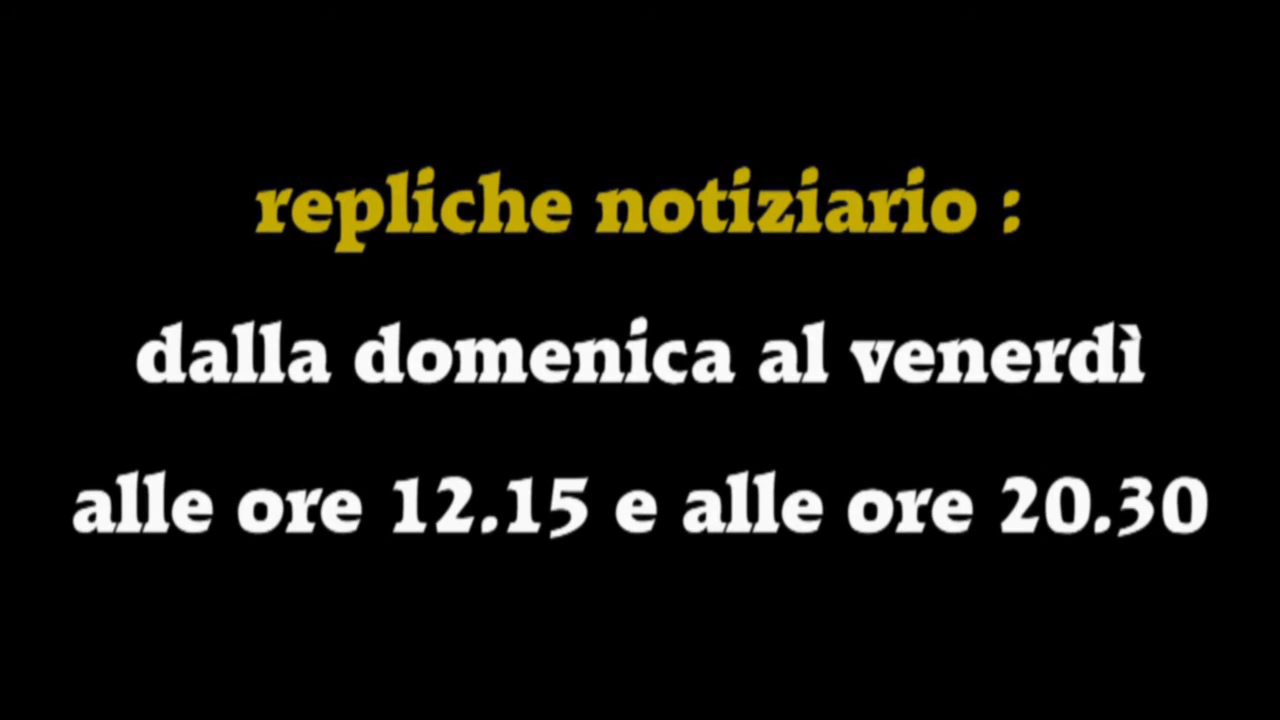 repliche notiziario :
dalla domenica al venerdì
alle ore 12.15 e alle ore 20.30